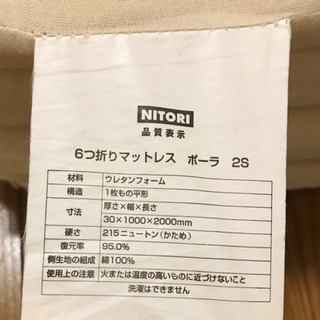 NITORI
品質表示
6つ折りマットレス ポーラ 2S
材料 ウレタンフォーム
構造 1枚もの平形
寸法 厚さ×幅×長さ
30×1000×2000mm
硬さ 215ニュートン(かため)
復元率 95.0%
側生地の組成 綿100%
使用上の注意 火または温度の高いものに近づけないこと
洗濯はできません